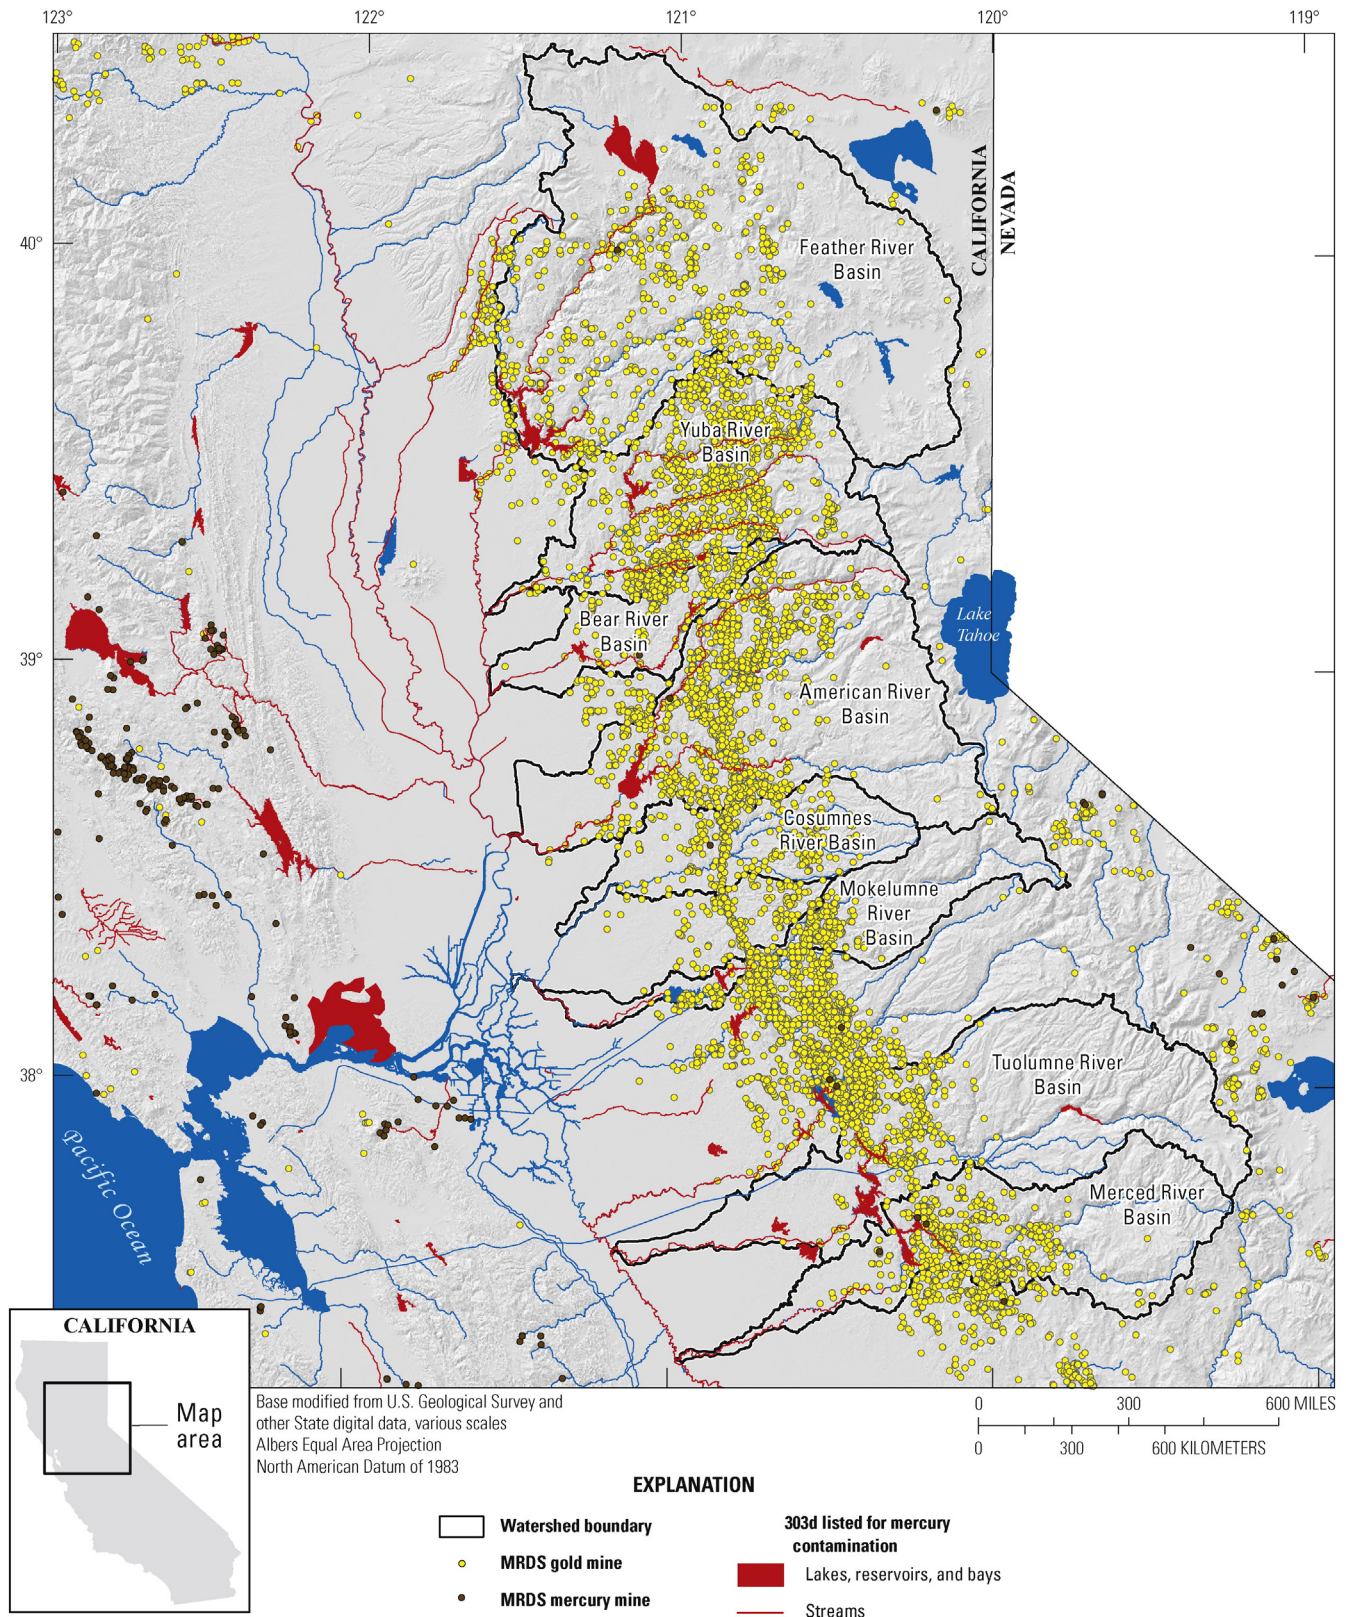 123°
122°
121°
120°
119°
40°
39°
38°
CALIFORNIA
NEVADA
Feather River
Basin
Yuba River
Basin
Bear River
Basin
Lake
Tahoe
American River
Basin
Cosumnes
River Basin
Mokelumne
River
Basin
Tuolumne River
Basin
Merced River
Basin
Pacific Ocean
CALIFORNIA
Map
area
Base modified from U.S. Geological Survey and
other State digital data, various scales
Albers Equal Area Projection
North American Datum of 1983
0 300 600 MILES
0 300 600 KILOMETERS
EXPLANATION
Watershed boundary
MRDS gold mine
MRDS mercury mine
303d listed for mercury
contamination
Lakes, reservoirs, and bays
Streams